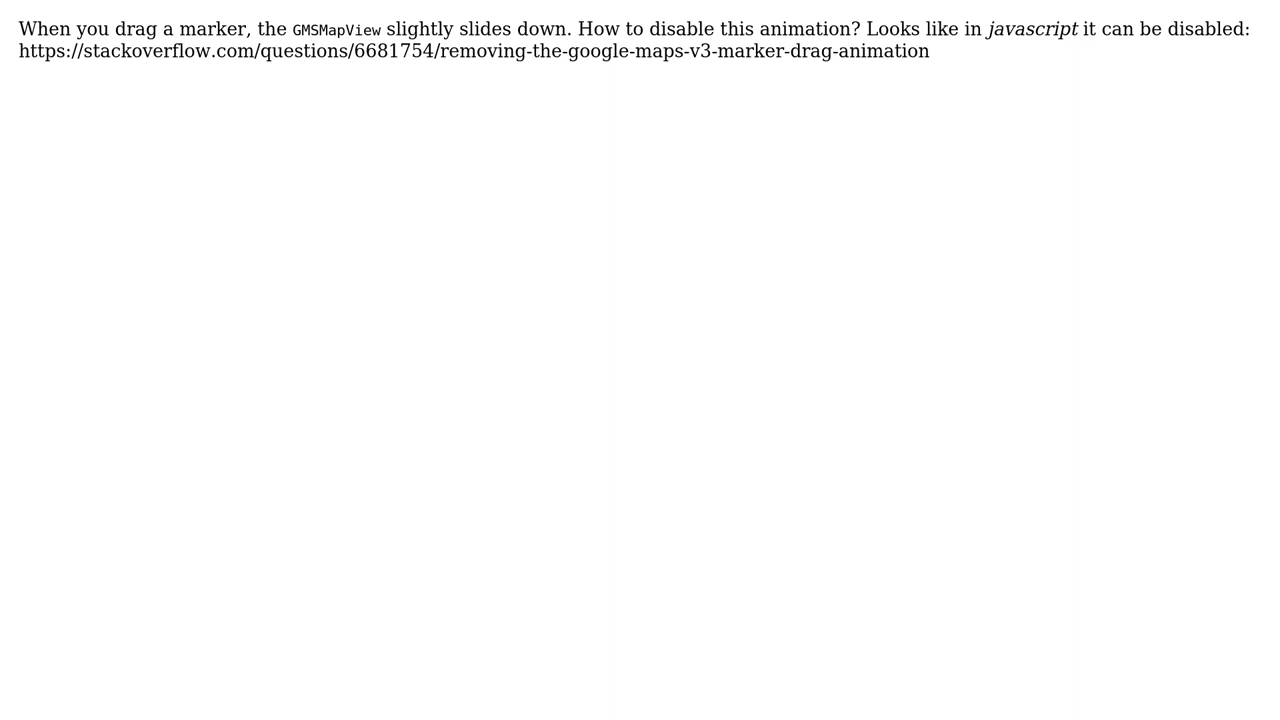 When you drag a marker, the GMSMapView slightly slides down. How to disable this animation? Looks like in javascript it can be disabled:
https://stackoverflow.com/questions/6681754/removing-the-google-maps-v3-marker-drag-animation